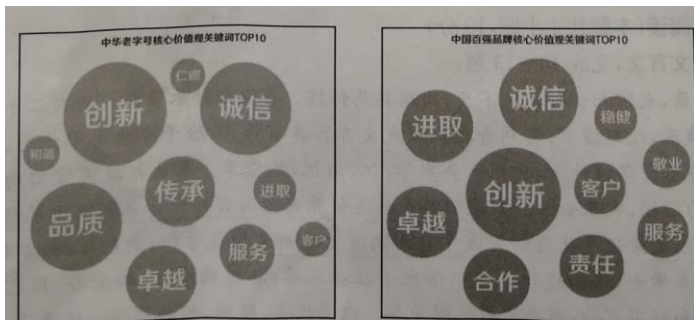 中华老字号核心价值观关键词TOP10
仁德
创新
诚信
和谐
传承
进取
品质
服务
客户
卓越
中国百强品牌核心价值观关键词TOP10
诚信
进取
稳健
敬业
创新
客户
卓越
服务
责任
合作